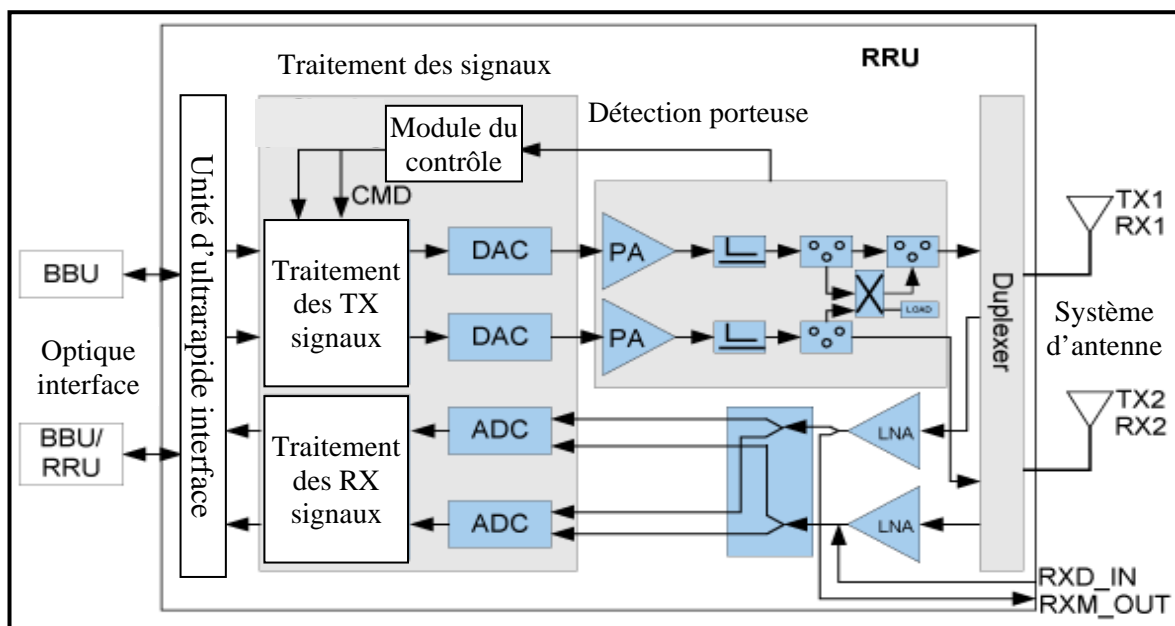 RRU
Traitement des signaux
Détection porteuse
Module du
contrôle
CMD
Unité d'ultrarapide interface
BBU
Optique
interface
BBU/
RRU
Traitement
des TX
signaux
DAC
DAC
PA
PA
LOAD
Traitement
des RX
signaux
ADC
ADC
LNA
LNA
Duplexer
TX1
RX1
Système
d'antenne
TX2
RX2
RXD_IN
RXM_OUT